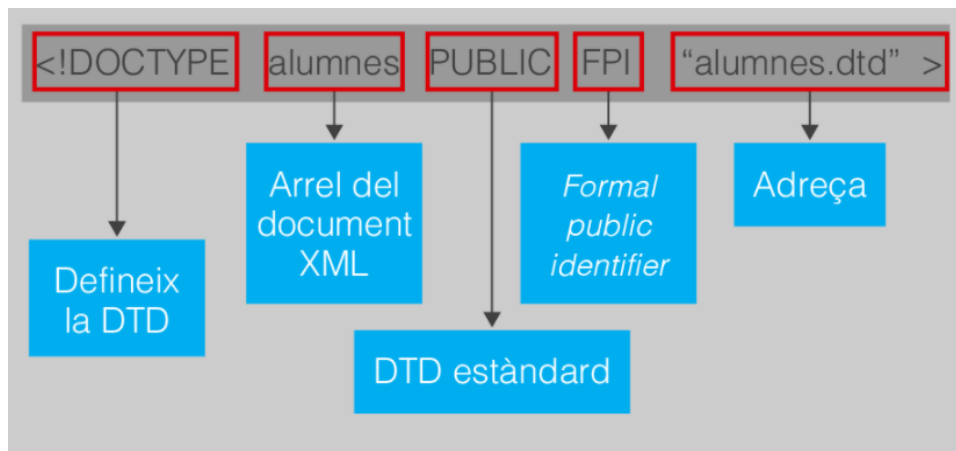 <!DOCTYPE alumnes PUBLIC FPI “alumnes.dtd” >
Arrel del
document
XML
Formal
public
identifier
Adreça
Defineix
la DTD
DTD estàndard